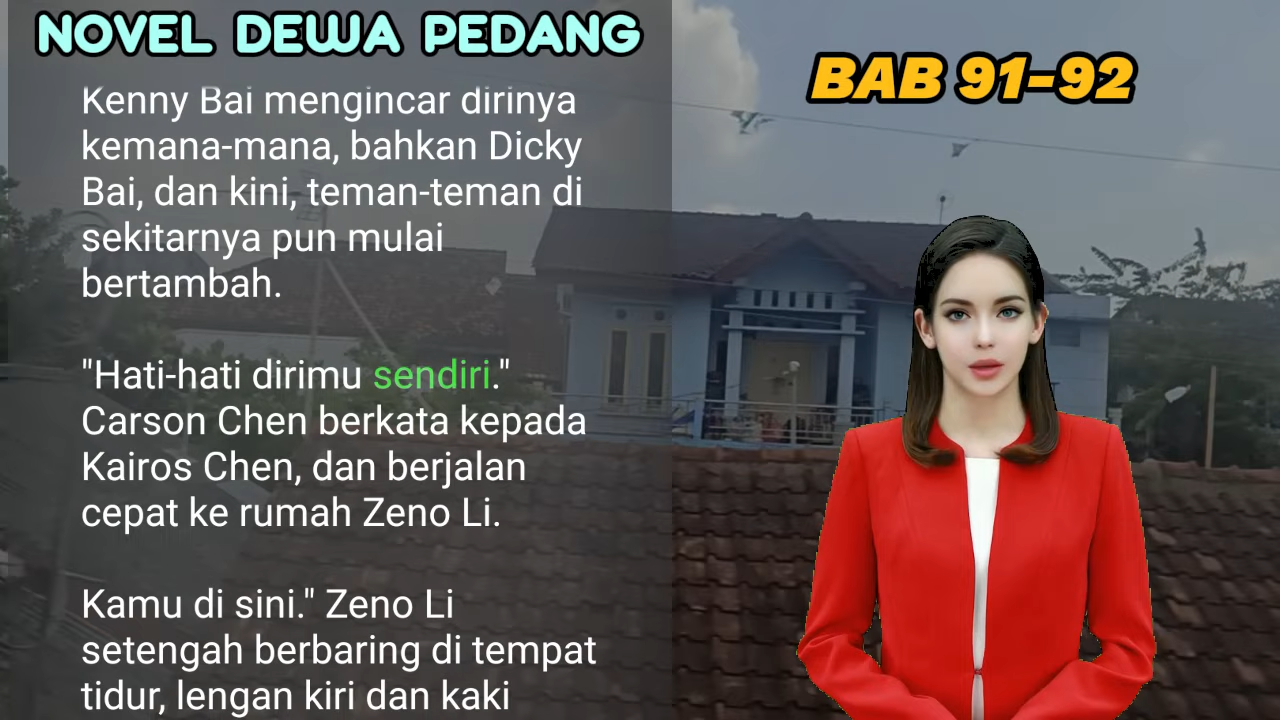 NOVEL DEWA PEDANG
BAB 91-92
Kenny Bai mengincar dirinya
kemana-mana, bahkan Dicky
Bai, dan kini, teman-teman di
sekitarnya pun mulai
bertambah.
"Hati-hati dirimu sendiri."
Carson Chen berkata kepada
Kairos Chen, dan berjalan
cepat ke rumah Zeno Li.
Kamu di sini." Zeno Li
setengah berbaring di tempat
tidur, lengan kiri dan kaki